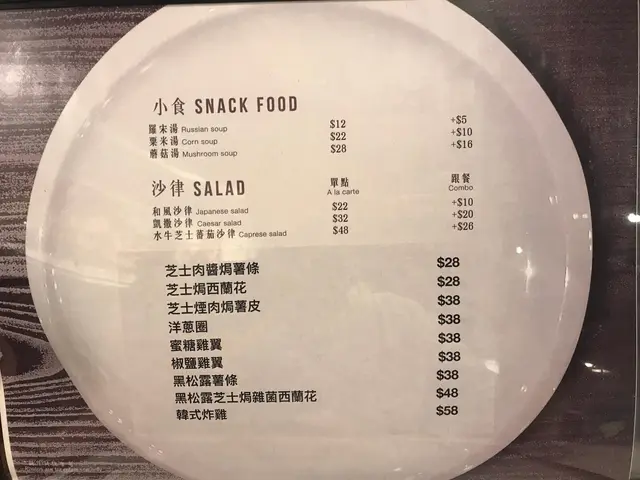 小食 SNACK FOOD
羅宋湯 Russian soup $12 +$5
粟米湯 Corn soup $22 +$10
蘑菇湯 Mushroom soup $28 +$16
沙律 SALAD 單點 跟餐
A la carte Combo
和風沙律 Japanese salad $22 +$10
凱撒沙律 Caesar salad $32 +$20
水牛芝士蕃茄沙律 Caprese salad $48 +$26
芝士肉醬焗薯條 $28
芝士焗西蘭花 $28
芝士煙肉焗薯皮 $38
洋蔥圈 $38
蜜糖雞翼 $38
椒鹽雞翼 $38
黑松露薯條 $38
黑松露芝士焗雜菌西蘭花 $48
韓式炸雞 $58